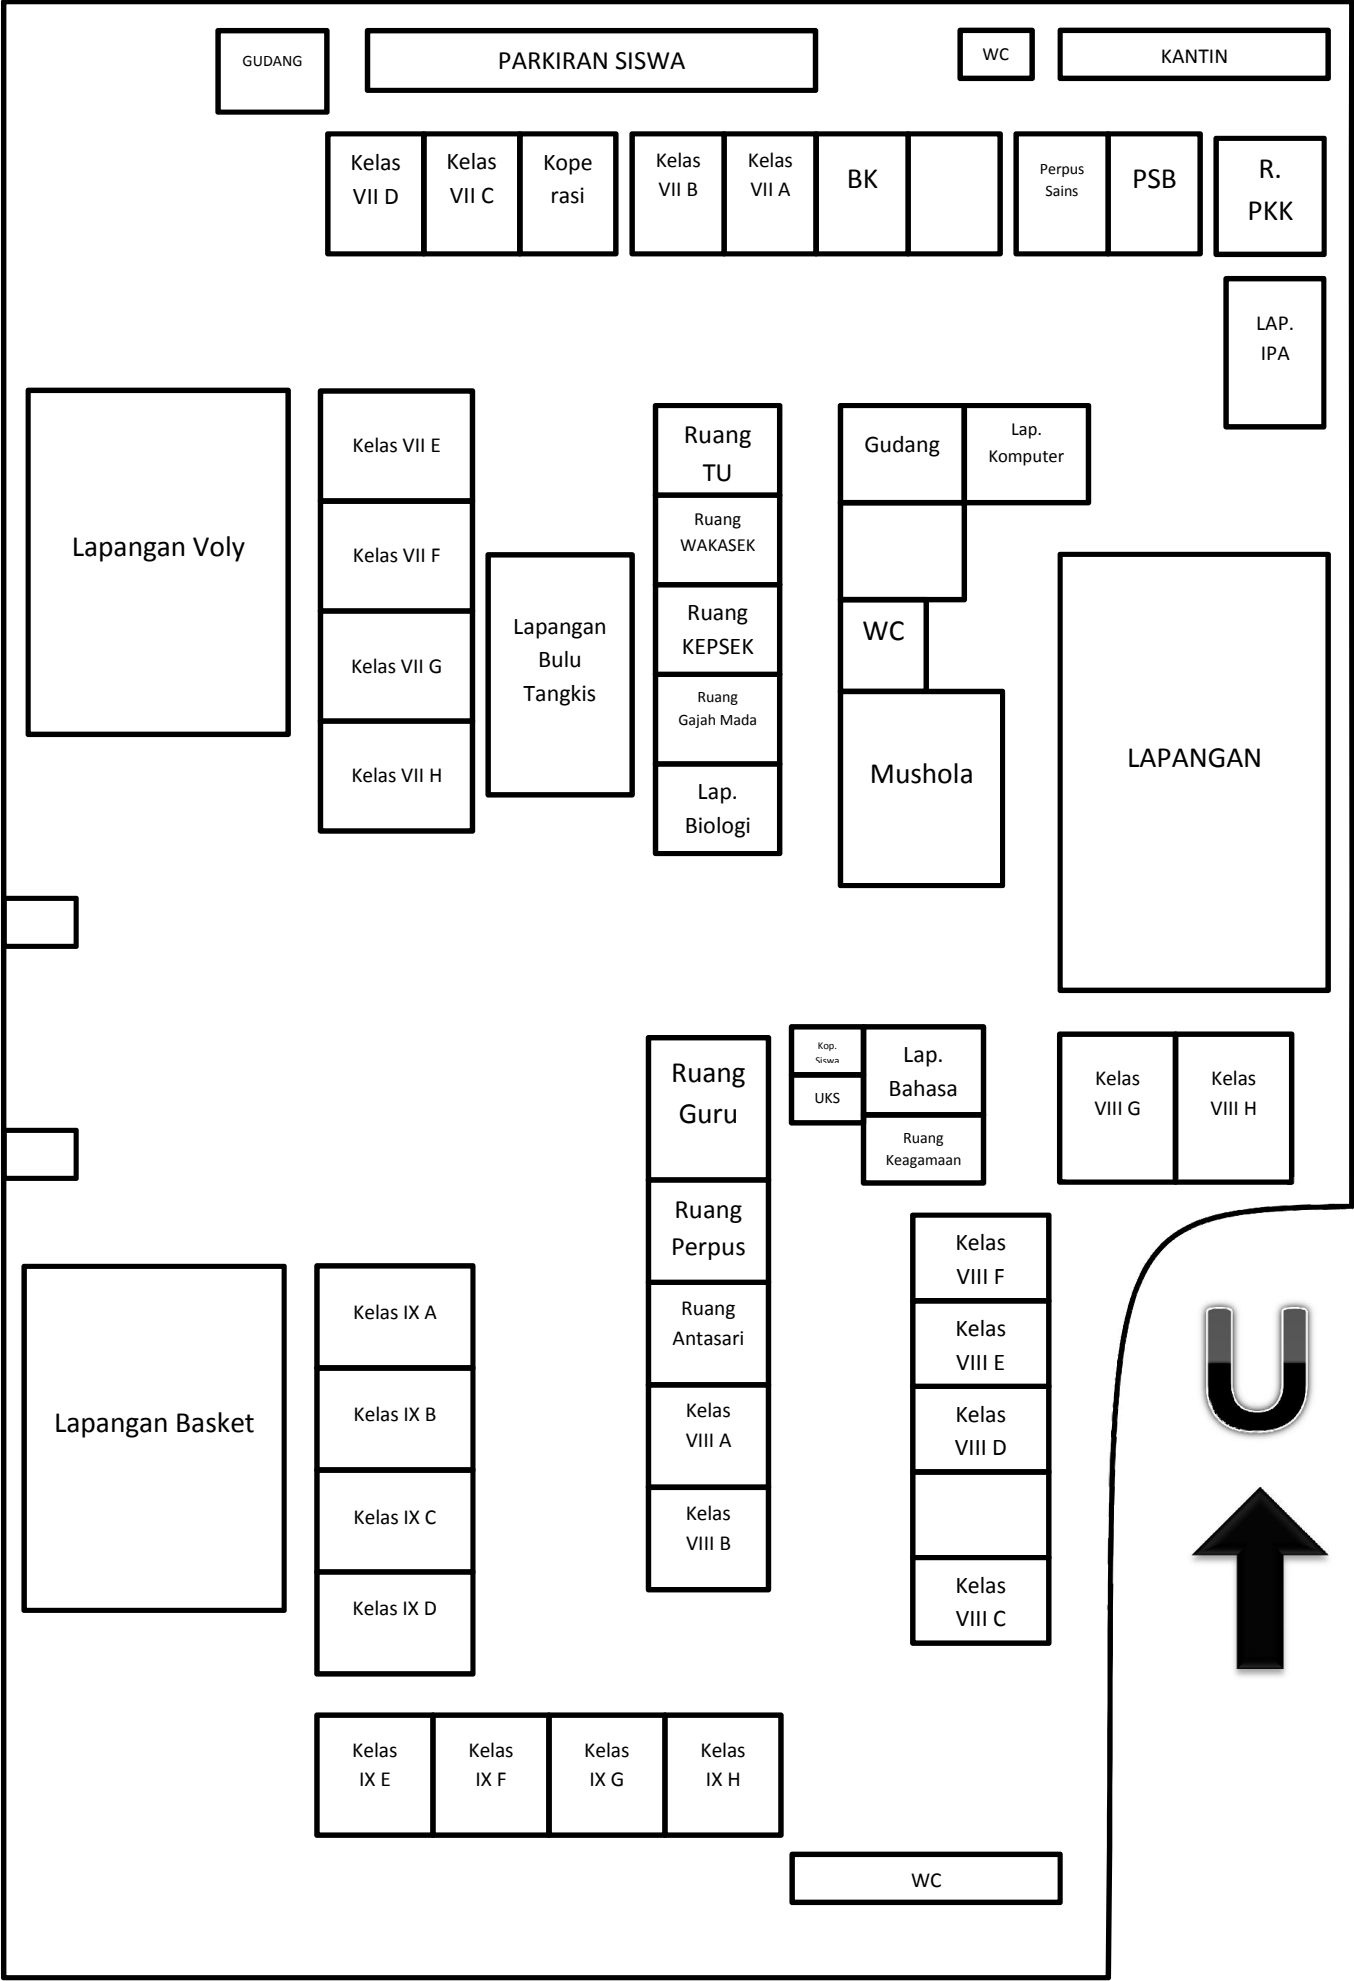 GUDANG
PARKIRAN SISWA
WC
KANTIN
Kelas
VII D
Kelas
VII C
Kope
rasi
Kelas
VII B
Kelas
VII A
BK
Perpus
Sains
PSB
R.
PKK
LAP.
IPA
Lapangan Voly
Kelas VII E
Kelas VII F
Kelas VII G
Kelas VII H
Lapangan
Bulu
Tangkis
Ruang
TU
Ruang
WAKASEK
Ruang
KEPSEK
Ruang
Gajah Mada
Lap.
Biologi
Gudang
Lap.
Komputer
WC
Mushola
LAPANGAN
Ruang
Guru
Ruang
Perpus
Ruang
Antasari
Kelas
VIII A
Kelas
VIII B
Kop.
Siswa
UKS
Lap.
Bahasa
Ruang
Keagamaan
Kelas
VIII G
Kelas
VIII H
Kelas
VIII F
Kelas
VIII E
Kelas
VIII D
Kelas
VIII C
U
Lapangan Basket
Kelas IX A
Kelas IX B
Kelas IX C
Kelas IX D
Kelas
IX E
Kelas
IX F
Kelas
IX G
Kelas
IX H
WC